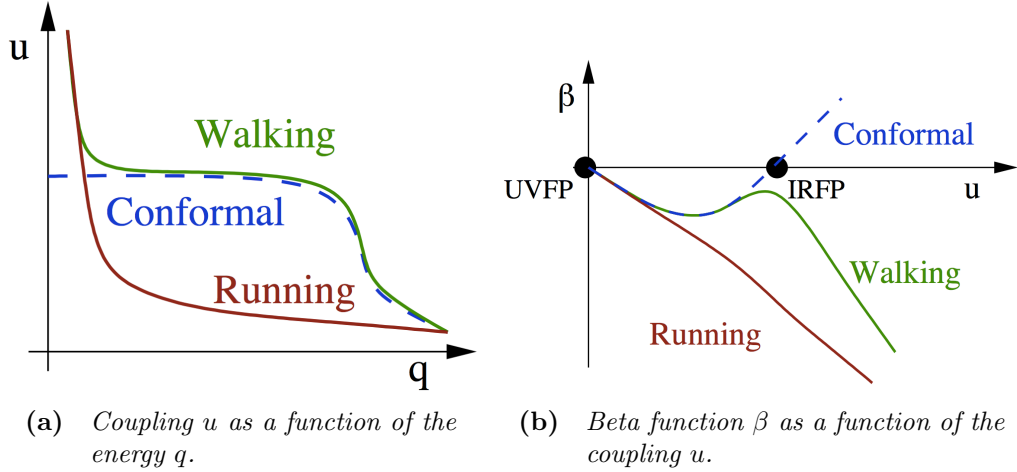 u
Walking
Conformal
Running
q
(a) Coupling u as a function of the
energy q.
β
Conformal
UVFP
IRFP
u
Walking
Running
(b) Beta function β as a function of the
coupling u.